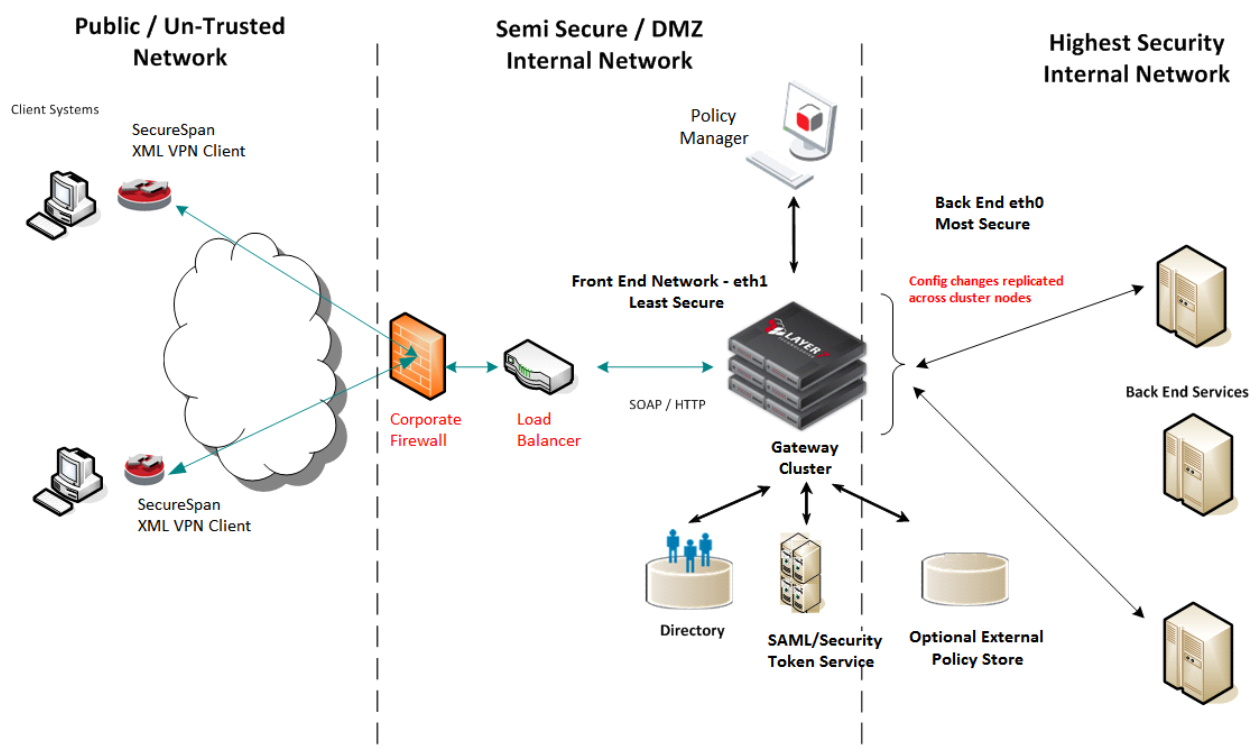 Public / Un-Trusted
Network
Semi Secure / DMZ
Internal Network
Highest Security
Internal Network
Client Systems
SecureSpan
XML VPN Client
Policy
Manager
Back End eth0
Most Secure
Front End Network - eth1
Least Secure
Config changes replicated
across cluster nodes
LAYER 7
TECHNOLOGIES
SOAP / HTTP
Back End Services
Corporate
Firewall
Load
Balancer
Gateway
Cluster
SecureSpan
XML VPN Client
Directory
SAML/Security
Token Service
Optional External
Policy Store